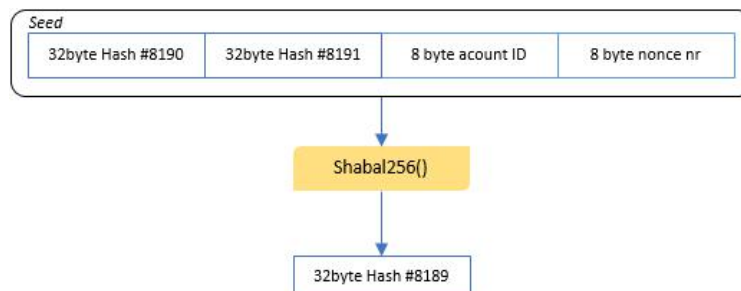 Seed
32byte Hash #8190 32byte Hash #8191 8 byte acount ID 8 byte nonce nr
Shabal256()
32byte Hash #8189